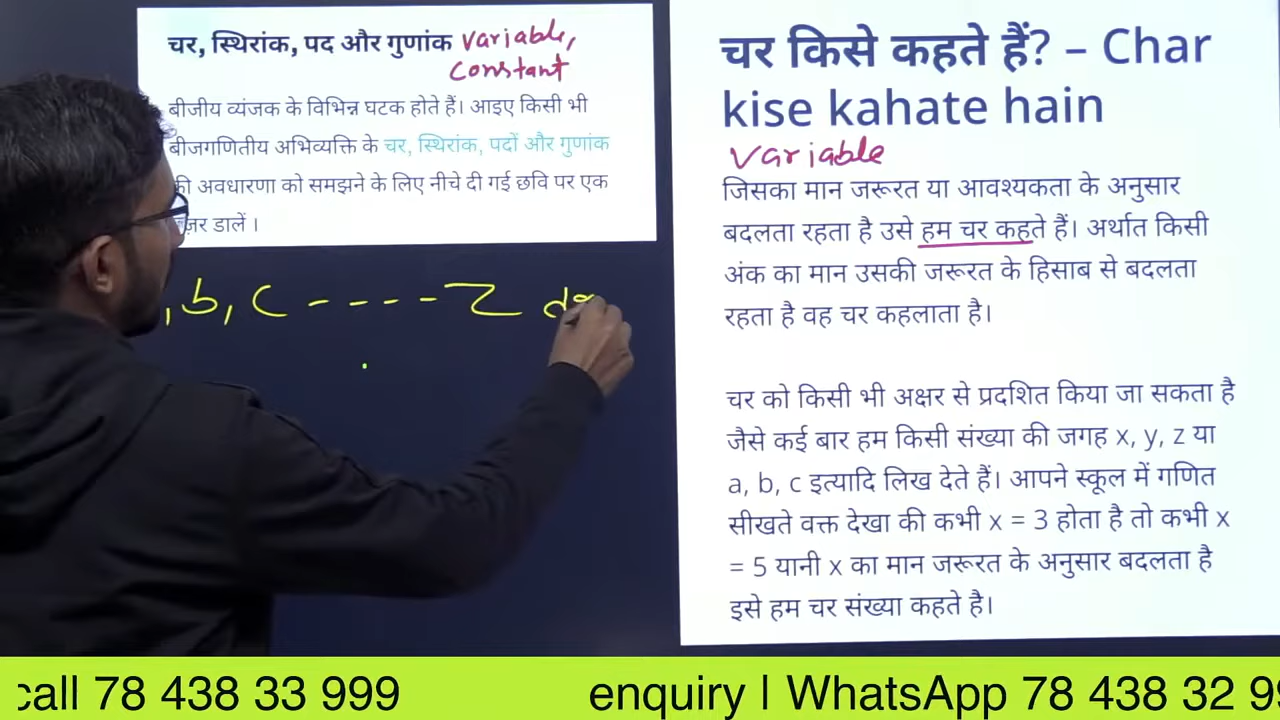 चर, स्थिरांक, पद और गुणांक variable,
constant
बीजीय व्यंजक के विभिन्न घटक होते हैं। आइए किसी भी
बीजगणितीय अभिव्यक्ति के चर, स्थिरांक, पदों और गुणांक
की अवधारणा को समझने के लिए नीचे दी गई छवि पर एक
डालें ।
, b, c - - - - z
चर किसे कहते हैं? – Char
kise kahate hain
variable
जिसका मान जरूरत या आवश्यकता के अनुसार
बदलता रहता है उसे हम चर कहते हैं। अर्थात किसी
अंक का मान उसकी जरूरत के हिसाब से बदलता
रहता है वह चर कहलाता है।
चर को किसी भी अक्षर से प्रदशित किया जा सकता है
जैसे कई बार हम किसी संख्या की जगह x, y, z या
a, b, c इत्यादि लिख देते हैं। आपने स्कूल में गणित
सीखते वक्त देखा की कभी x = 3 होता है तो कभी x
= 5 यानी x का मान जरूरत के अनुसार बदलता है
इसे हम चर संख्या कहते है।
call 78 438 33 999 enquiry | WhatsApp 78 438 32